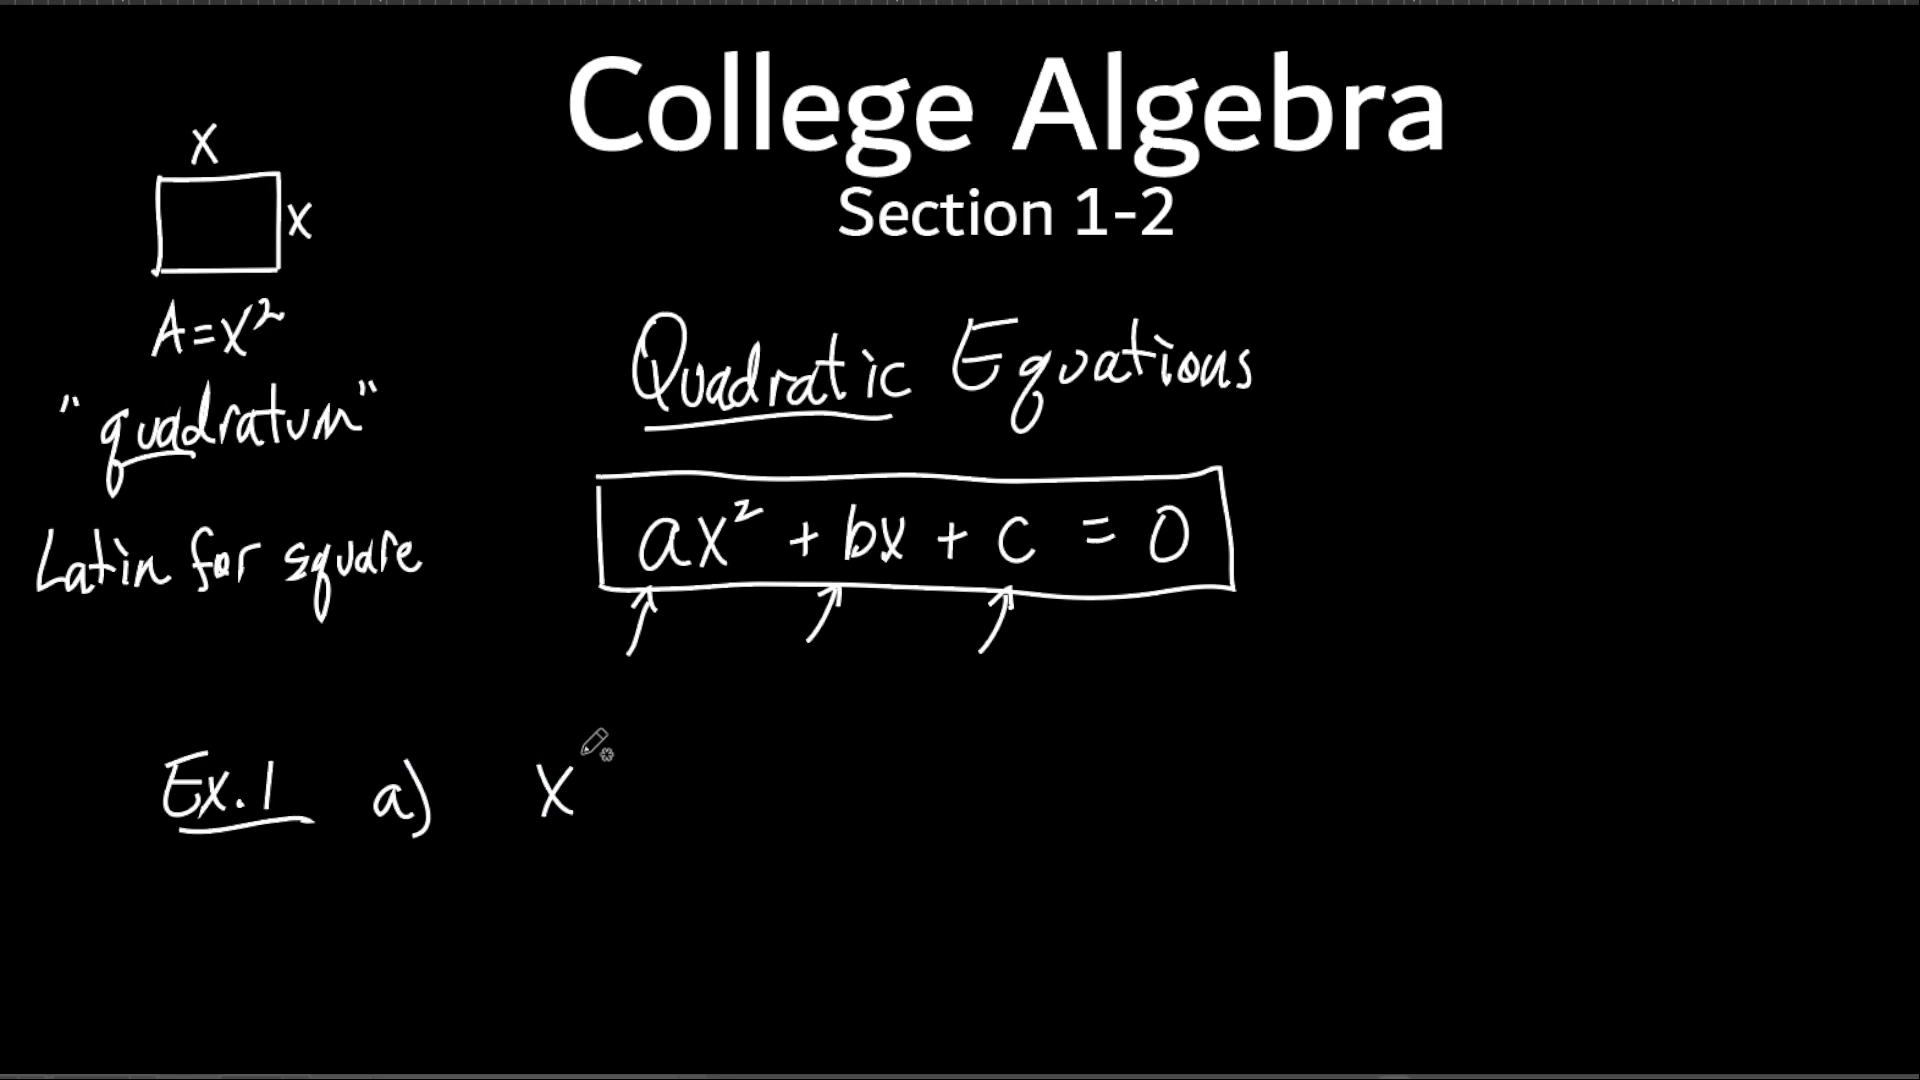 College Algebra
Section 1-2
x
x
A=x²
"quadratum"
Latin for square
Quadratic Equations
ax² + bx + c = 0
Ex. 1 a) x